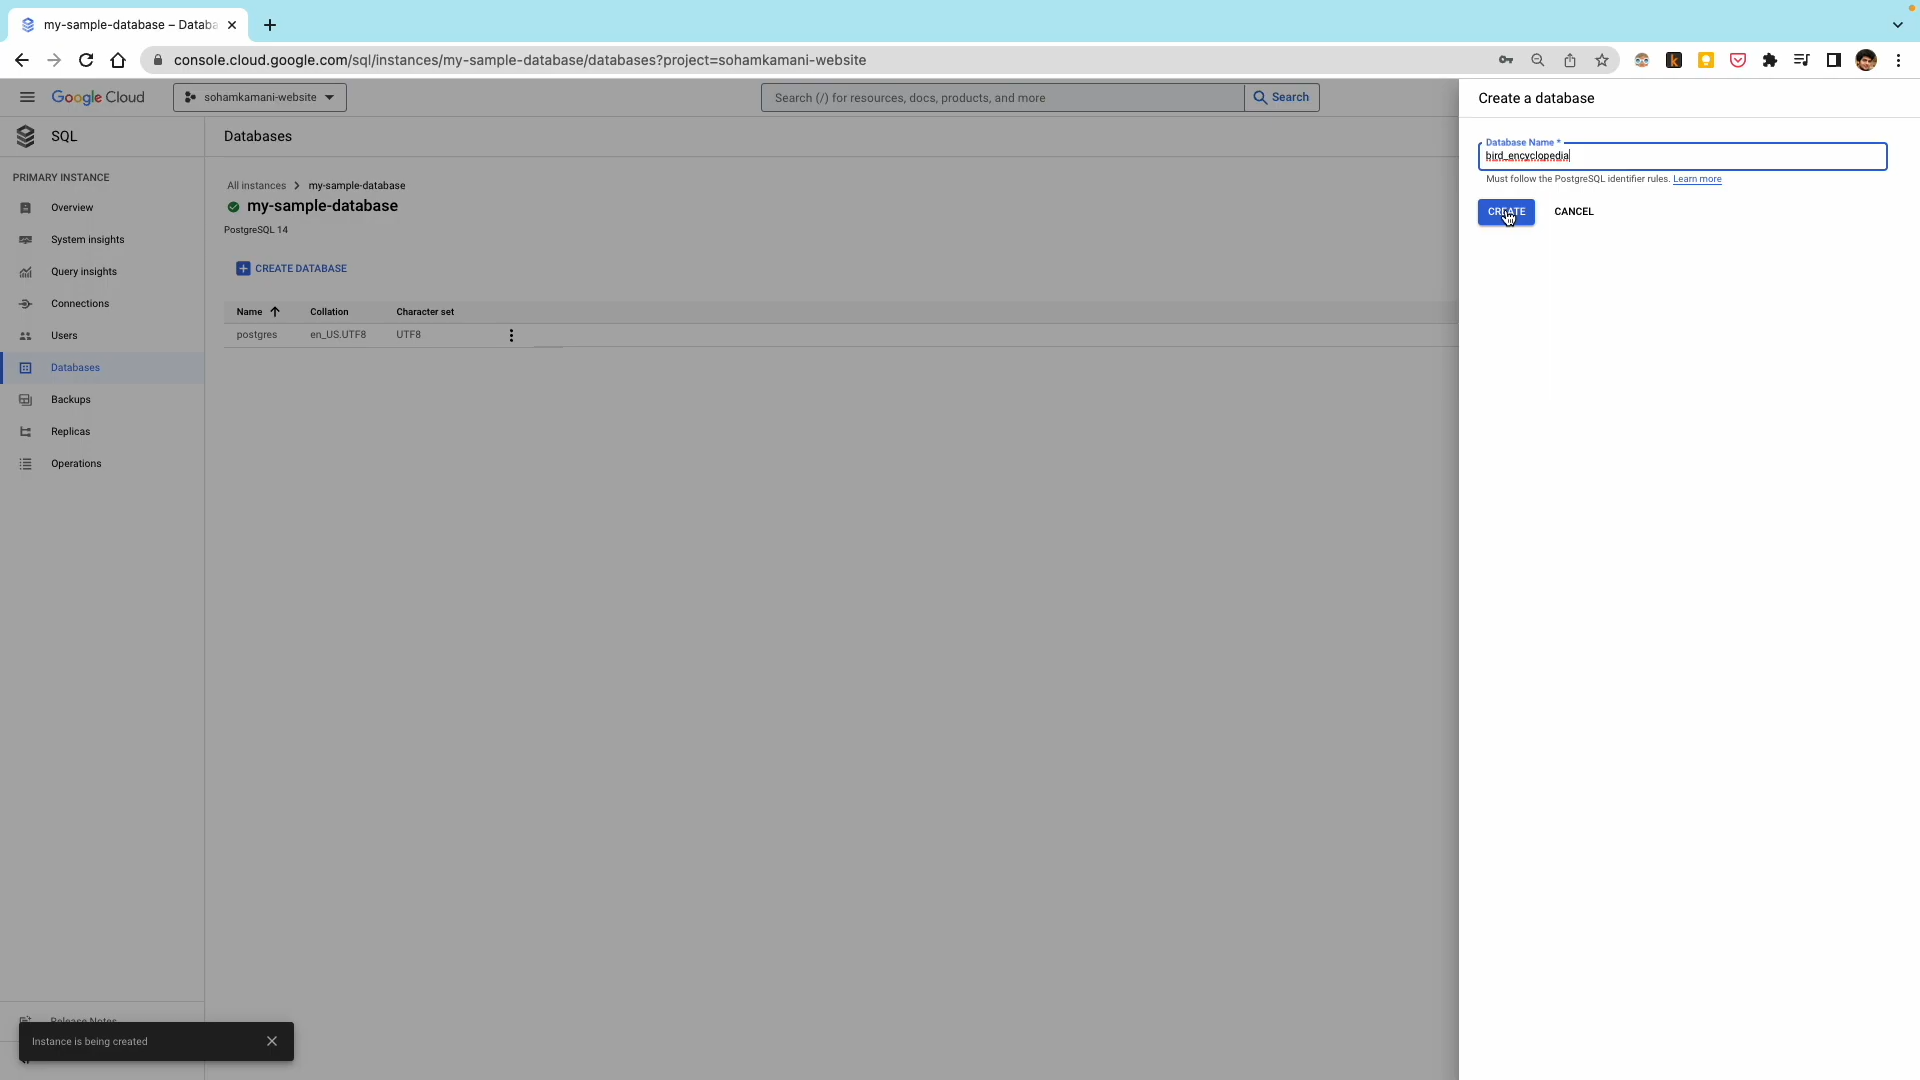 my-sample-database – Databa
console.cloud.google.com/sql/instances/my-sample-database/databases?project=sohamkamani-website
Google Cloud
sohamkamani-website
Search (/) for resources, docs, products, and more
Search
Create a database
SQL
Databases
Database Name *
bird_encyclopedia
Must follow the PostgreSQL identifier rules. Learn more
CREATE
CANCEL
PRIMARY INSTANCE
Overview
System insights
Query insights
Connections
Users
Databases
Backups
Replicas
Operations
All instances
my-sample-database
my-sample-database
PostgreSQL 14
CREATE DATABASE
Name Collation Character set
postgres en_US.UTF8 UTF8
Release Notes
Instance is being created